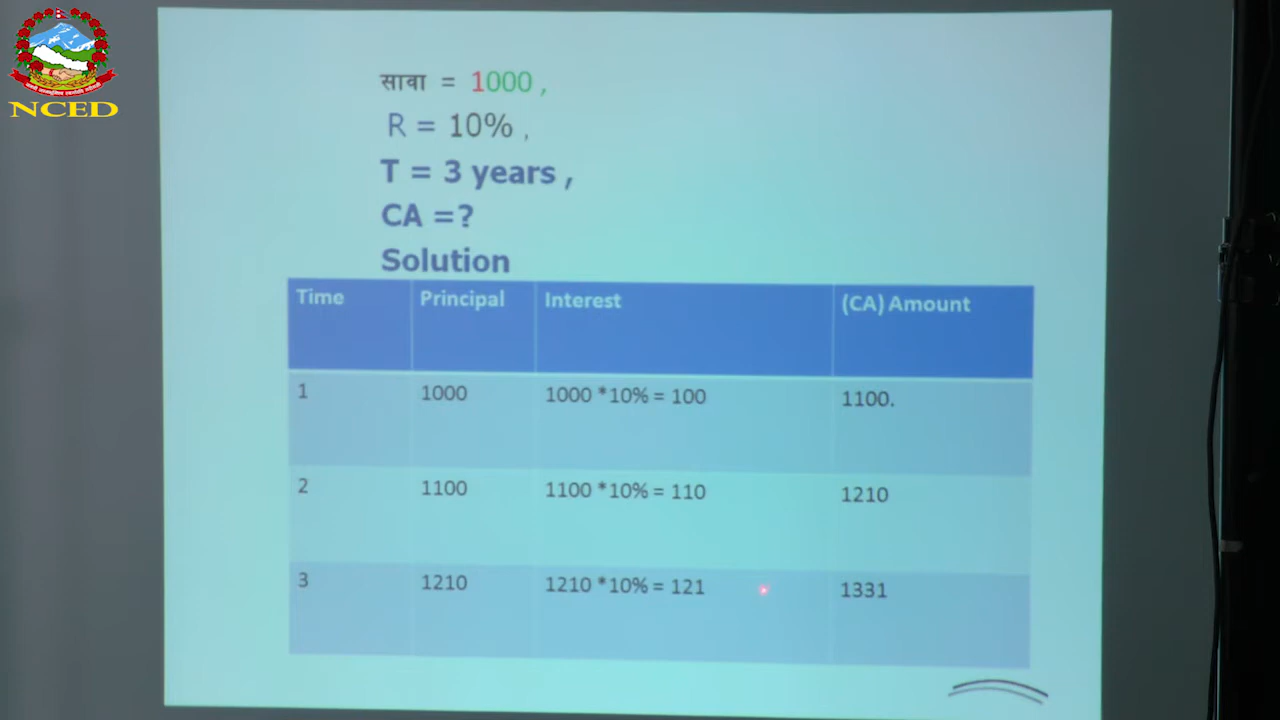 NCED
सावा = 1000 ,
R = 10% ,
T = 3 years ,
CA =?
Solution
Time Principal Interest (CA) Amount
1 1000 1000 *10% = 100 1100.
2 1100 1100 *10% = 110 1210
3 1210 1210 *10% = 121 1331